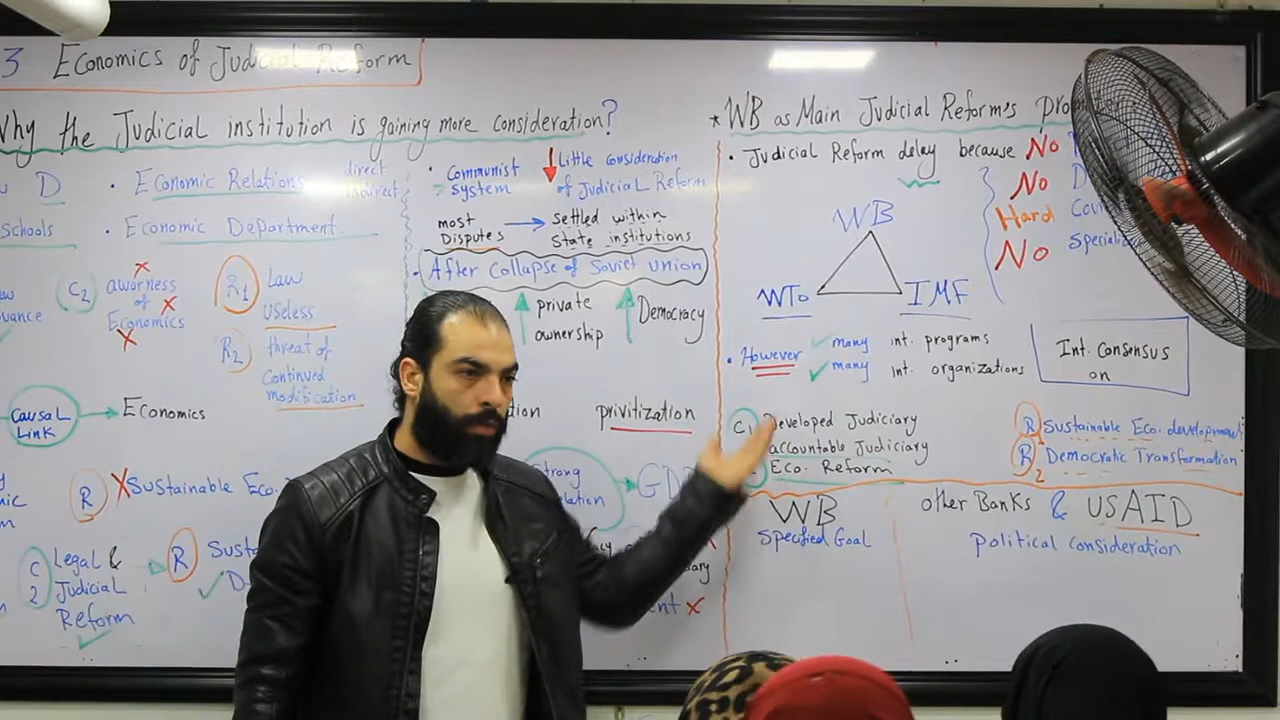 3 Economics of Judicial Reform
Why the Judicial institution is gaining more consideration?
D
Schools
C2
awarness
of
Economics
Causal
Link
Economics
R X Sustainable Eco.
C
2
Legal &
Judicial
Reform
R
• Economic Relations
direct
indirect
• Economic Department
R1 Law
useless
R2 threat of
Continued
modification
• Communist
system
Little consideration
of Judicial Reform
most
Disputes
settled within
State institutions
• After collapse of Soviet union
private
ownership
Democracy
privitization
Strong
GD
* WB as Main Judicial Reform's
• Judicial Reform delay because No
No
Hard
No
WB
WTo
IMF
• However many int. programs
many int. organizations
Int. Consensus
on
C1 Developed Judiciary
accountable Judiciary
Eco. Reform
R1 Sustainable Eco. development
R2 Democratic Transformation
WB
Specified Goal
other Banks & USAID
political consideration